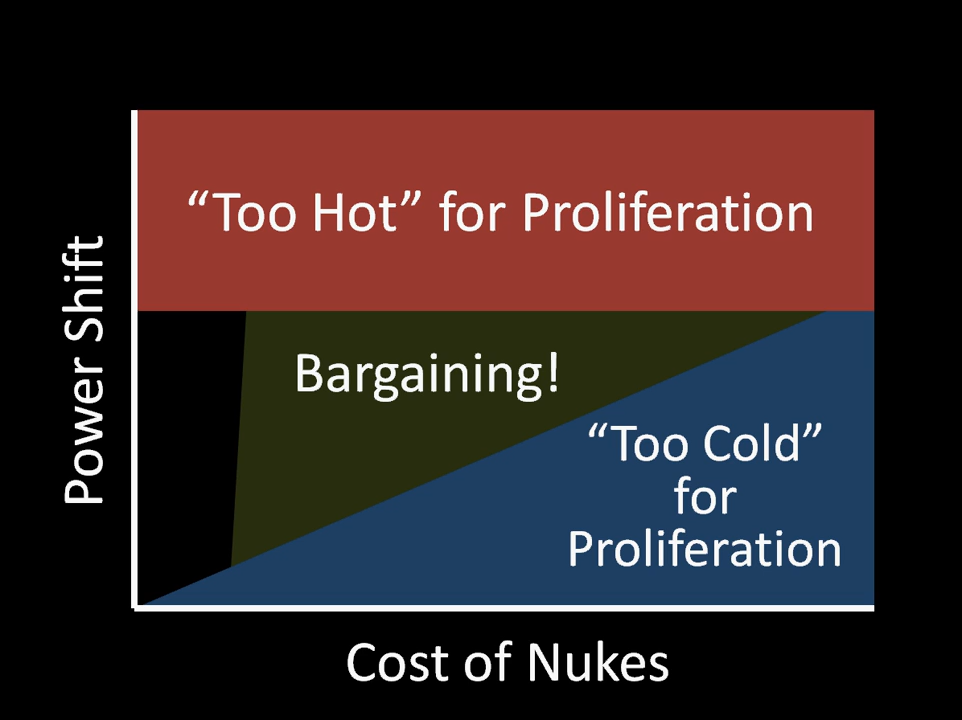 “Too Hot” for Proliferation
Power Shift
Bargaining!
“Too Cold”
for
Proliferation
Cost of Nukes